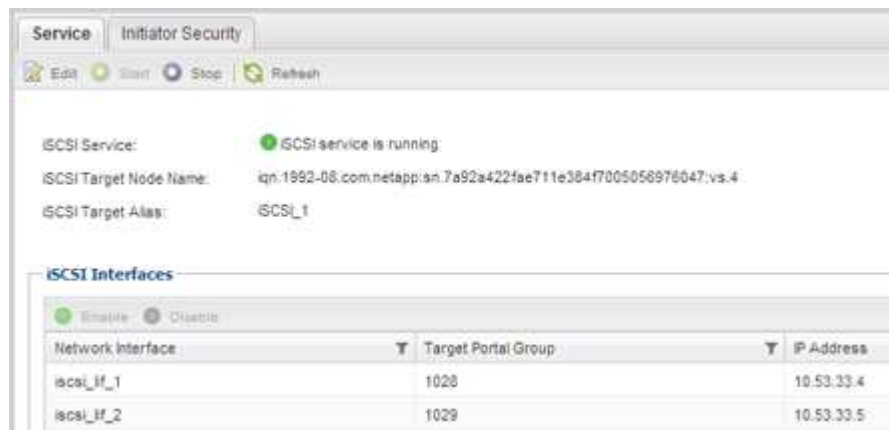 Service Initiator Security
Edit Start Stop Refresh
iSCSI Service: iSCSI service is running
iSCSI Target Node Name: iqn.1992-08.com.netapp:sn.7a92a422fae711e384f7005056976047:vs.4
iSCSI Target Alias: iSCSI_1
iSCSI Interfaces
Enable Disable
Network Interface Target Portal Group IP Address
iscsi_lif_1 1028 10.53.33.4
iscsi_lif_2 1029 10.53.33.5